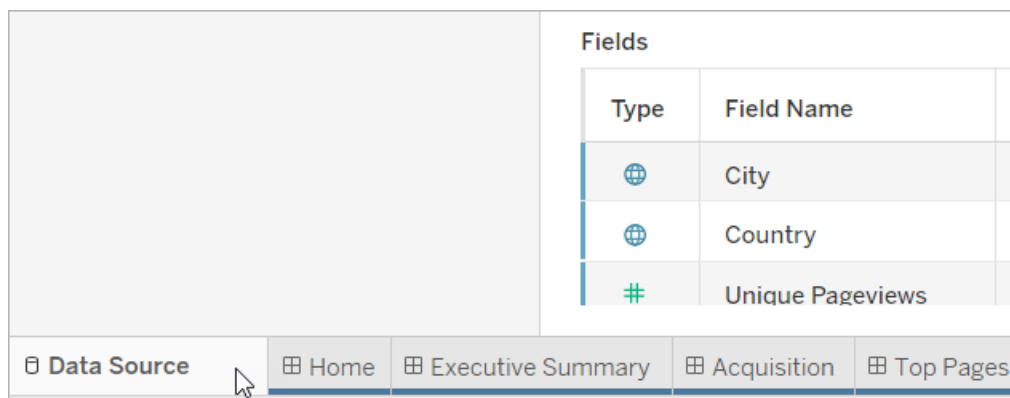 Fields
Type Field Name
City
Country
Unique Pageviews
Data Source Home Executive Summary Acquisition Top Pages